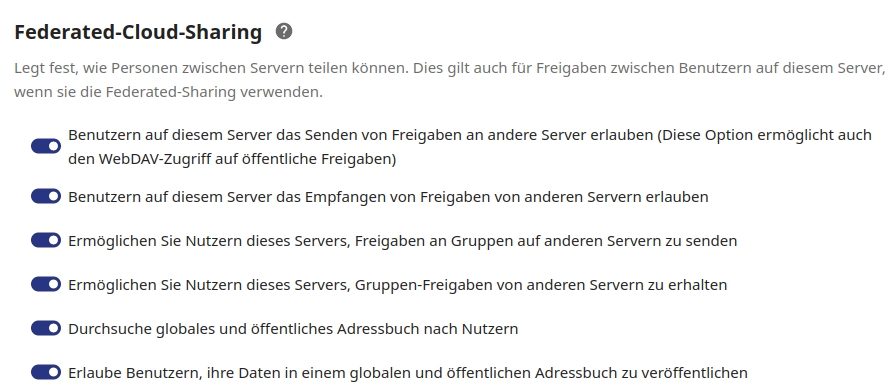 Federated-Cloud-Sharing ?
Legt fest, wie Personen zwischen Servern teilen können. Dies gilt auch für Freigaben zwischen Benutzern auf diesem Server,
wenn sie die Federated-Sharing verwenden.
Benutzern auf diesem Server das Senden von Freigaben an andere Server erlauben (Diese Option ermöglicht auch
den WebDAV-Zugriff auf öffentliche Freigaben)
Benutzern auf diesem Server das Empfangen von Freigaben von anderen Servern erlauben
Ermöglichen Sie Nutzern dieses Servers, Freigaben an Gruppen auf anderen Servern zu senden
Ermöglichen Sie Nutzern dieses Servers, Gruppen-Freigaben von anderen Servern zu erhalten
Durchsuche globales und öffentliches Adressbuch nach Nutzern
Erlaube Benutzern, ihre Daten in einem globalen und öffentlichen Adressbuch zu veröffentlichen